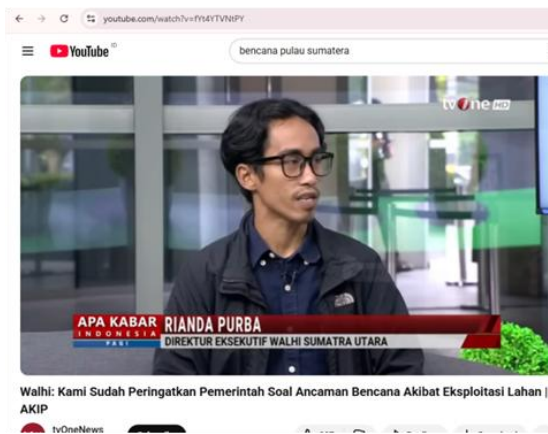 youtube.com/watch?v=fYt4YTVNtPY
YouTube ID
bencana pulau sumatera
tvOne
APA KABAR
INDONESIA
PAGI
RIANDA PURBA
DIREKTUR EKSEKUTIF WALHI SUMATRA UTARA
Walhi: Kami Sudah Peringatkan Pemerintah Soal Ancaman Bencana Akibat Eksploitasi Lahan |
AKIP
tvOneNews